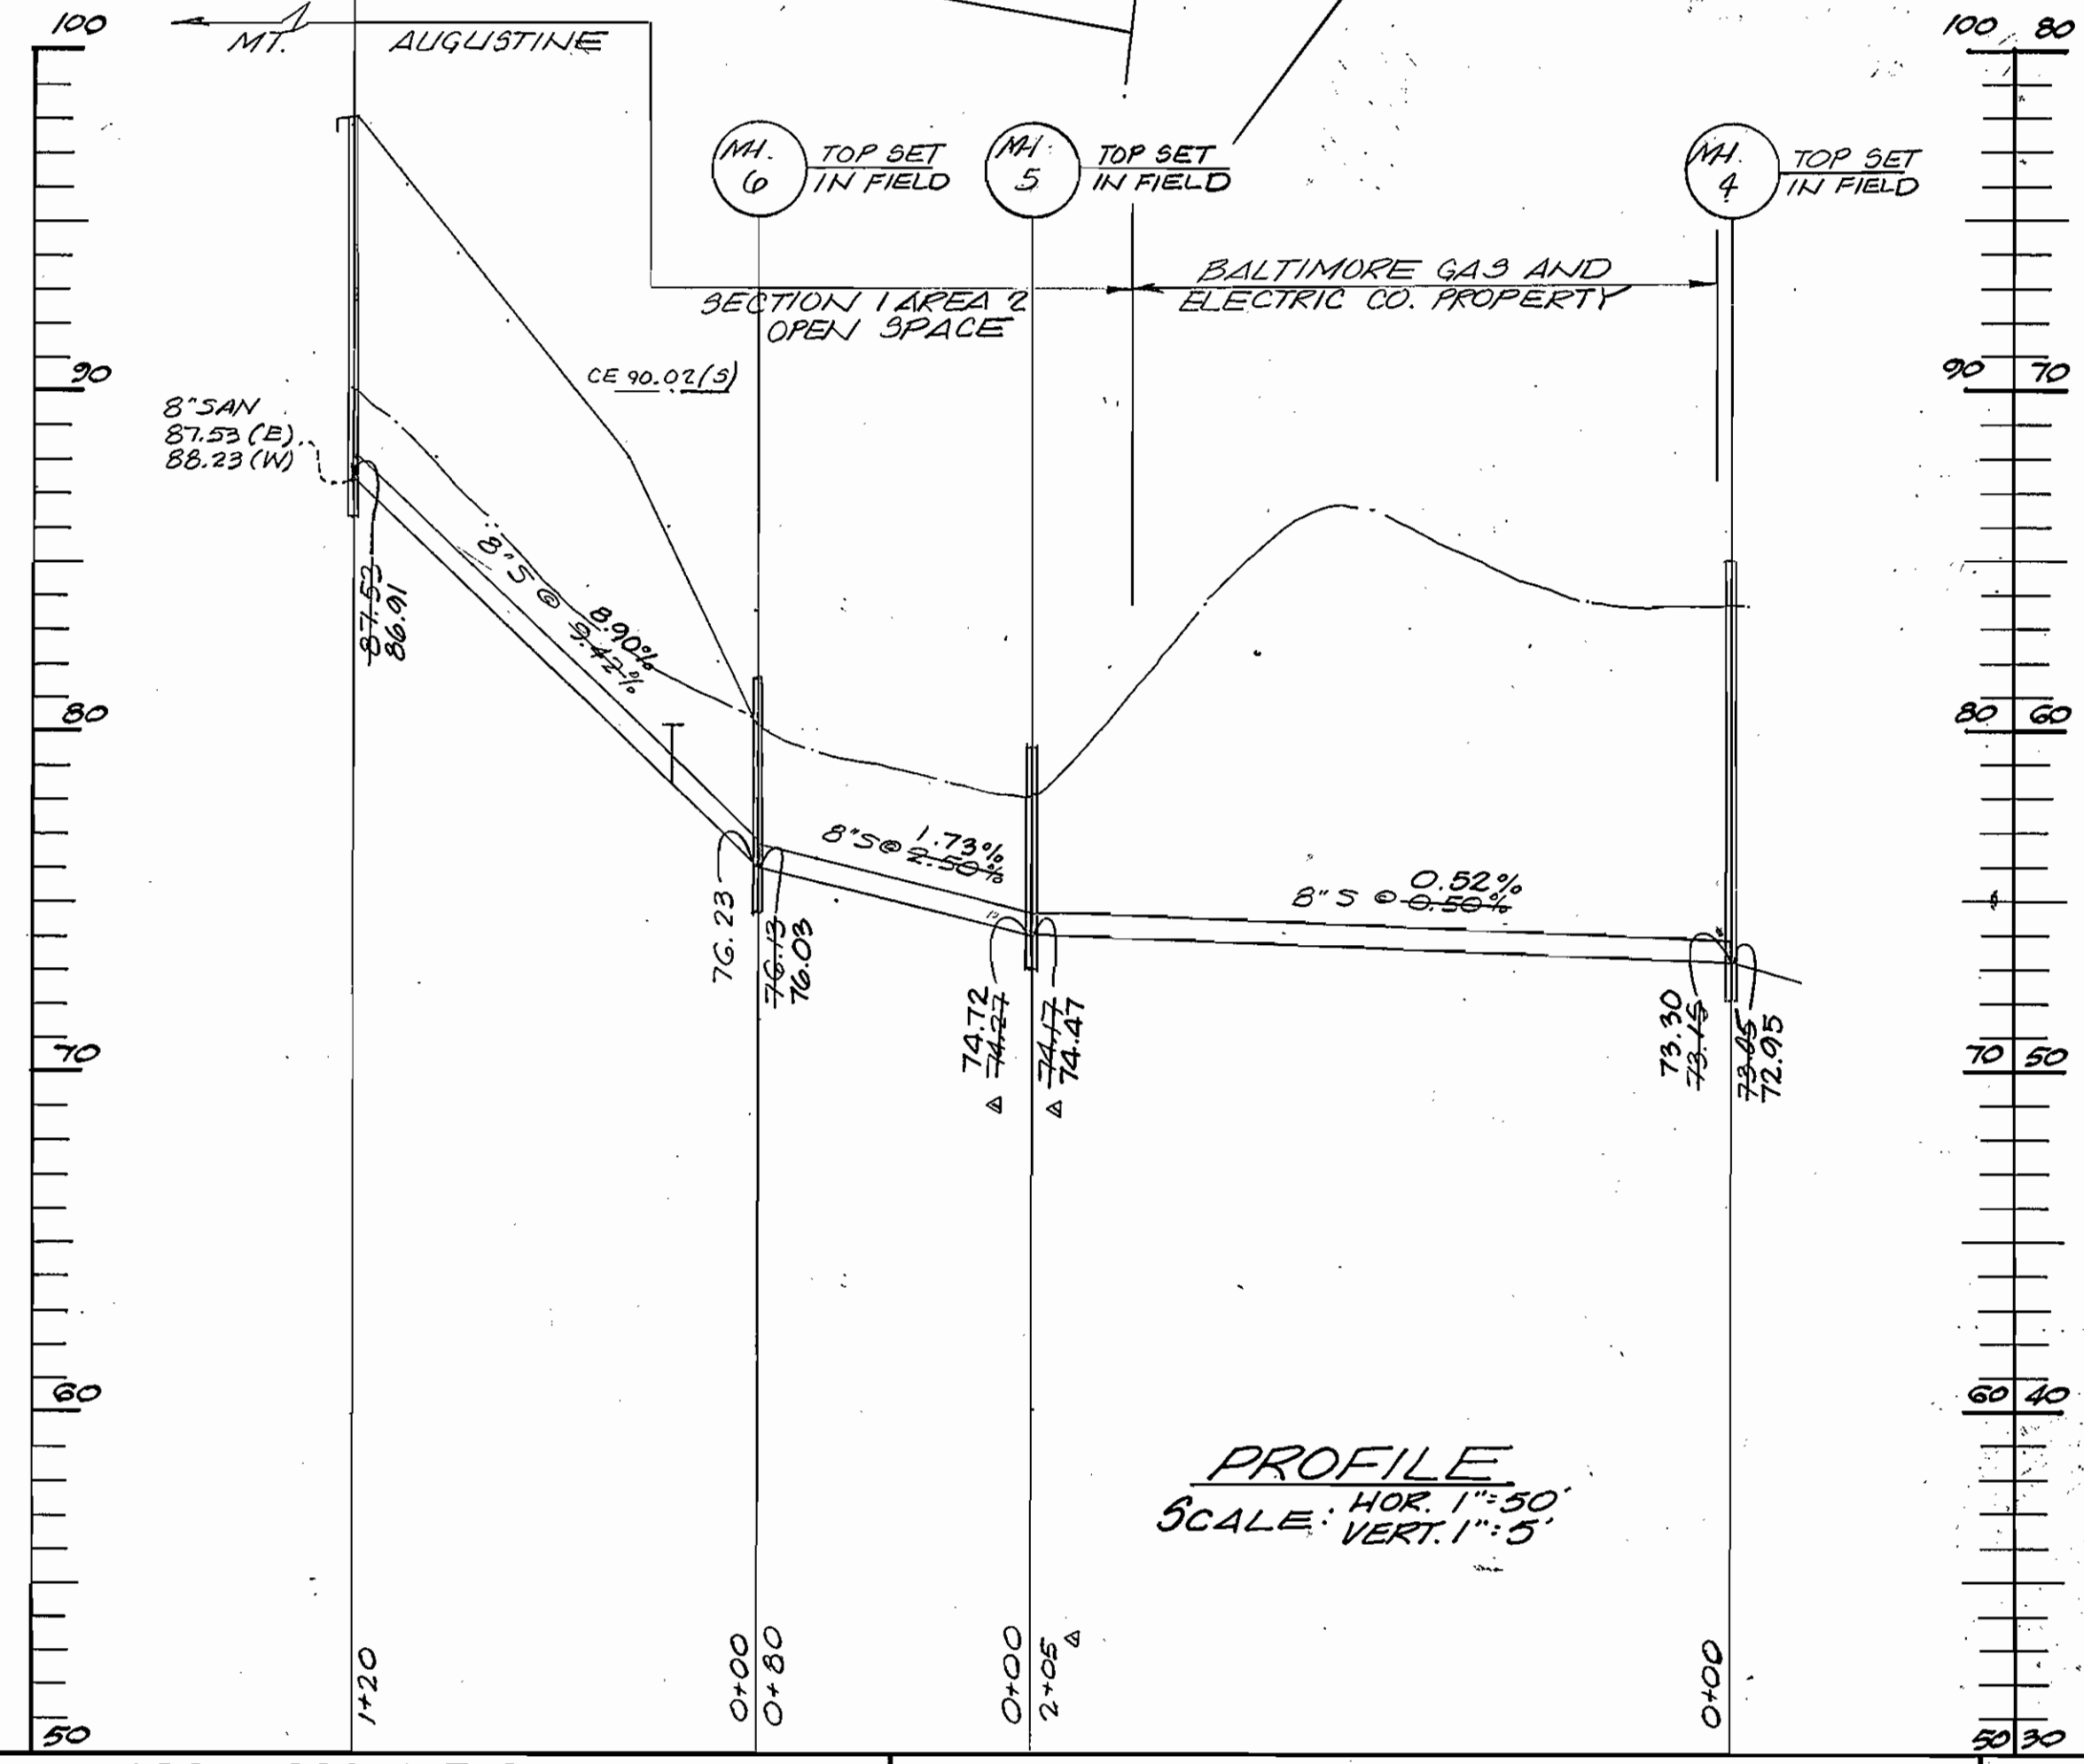 100
MT. AUGUSTINE
100 80
MH. 6
TOP SET
IN FIELD
MH. 5
TOP SET
IN FIELD
MH. 4
TOP SET
IN FIELD
SECTION 1 AREA 2
OPEN SPACE
BALTIMORE GAS AND
ELECTRIC CO. PROPERTY
CE 90.02(S)
90
90 70
8" SAN
87.53 (E)
88.23 (W)
87.53
86.91
8" S @ 8.90%
9.42%
80
80 60
8" S @ 1.73%
2.50%
8" S @ 0.52%
0.50%
76.23
76.13
76.03
74.72
74.27
74.17
74.47
73.30
73.15
73.05
72.95
70
70 50
60
60 40
PROFILE
SCALE: HOR. 1"=50'
VERT. 1"=5'
1+20
0+00
0+80
0+00
2+05
0+00
50
50 30